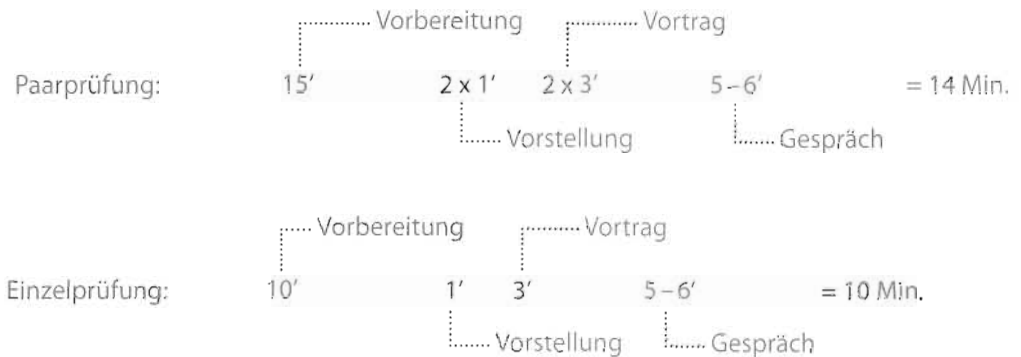 Vorbereitung Vortrag
Paarprüfung: 15′ 2 x 1′ 2 x 3′ 5–6′ = 14 Min.
Vorstellung Gespräch
Vorbereitung Vortrag
Einzelprüfung: 10′ 1′ 3′ 5–6′ = 10 Min.
Vorstellung Gespräch